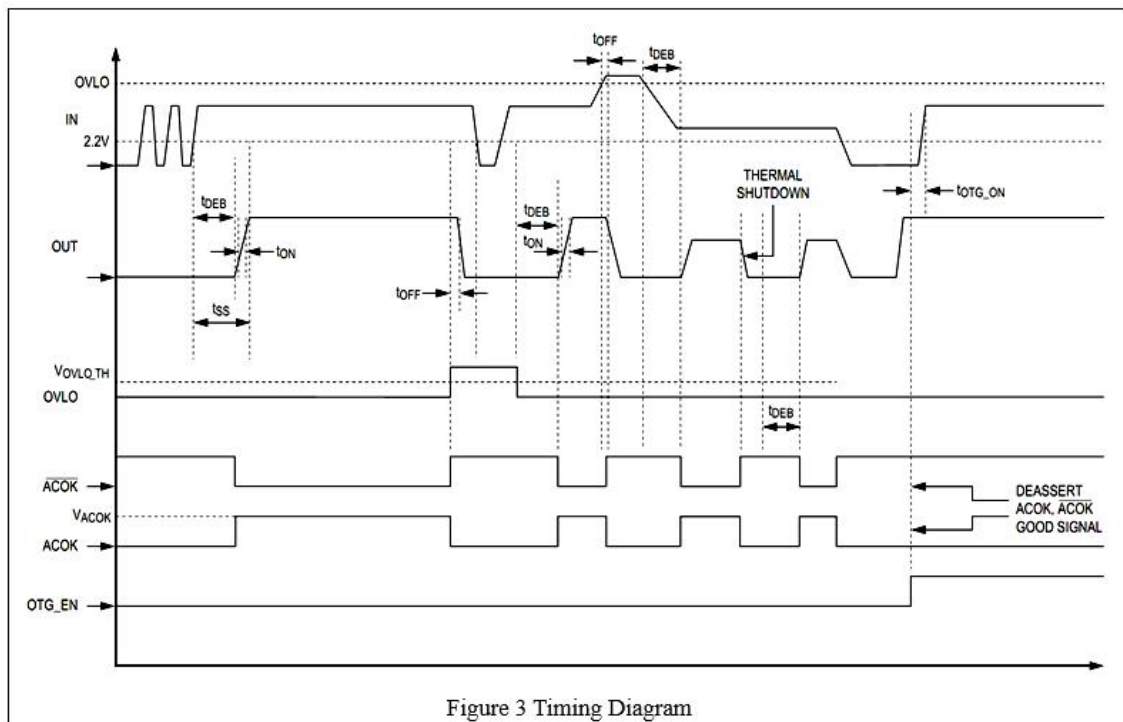 tOFF
tDEB
OVLO
IN
2.2V
THERMAL
SHUTDOWN
tOTG_ON
tDEB
tDEB
OUT
tON
tON
tOFF
tSS
VOVLO_TH
OVLO
tDEB
ACOK
DEASSERT
ACOK, ACOK
GOOD SIGNAL
VACOK
ACOK
OTG_EN
Figure 3 Timing Diagram